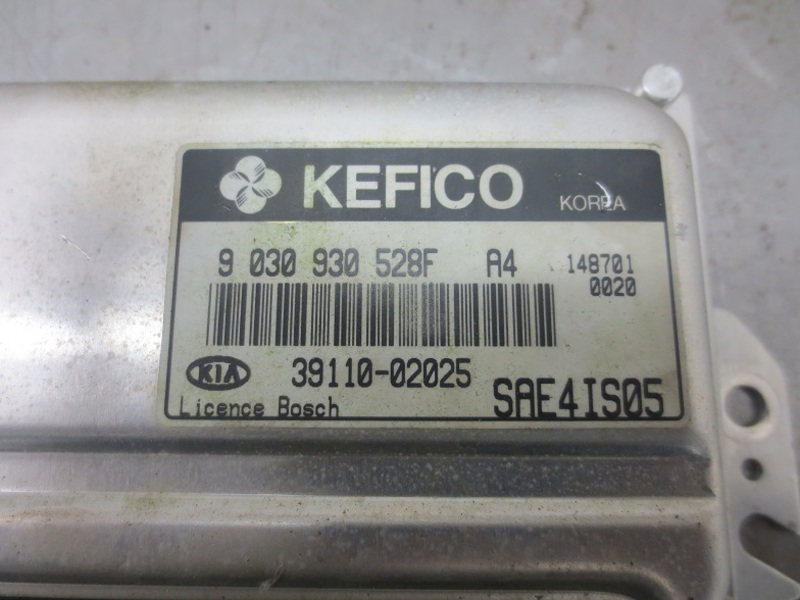 KEFICO KOREA
9 030 930 528F A4 148701
0020
KIA 39110-02025
Licence Bosch SAE4IS05